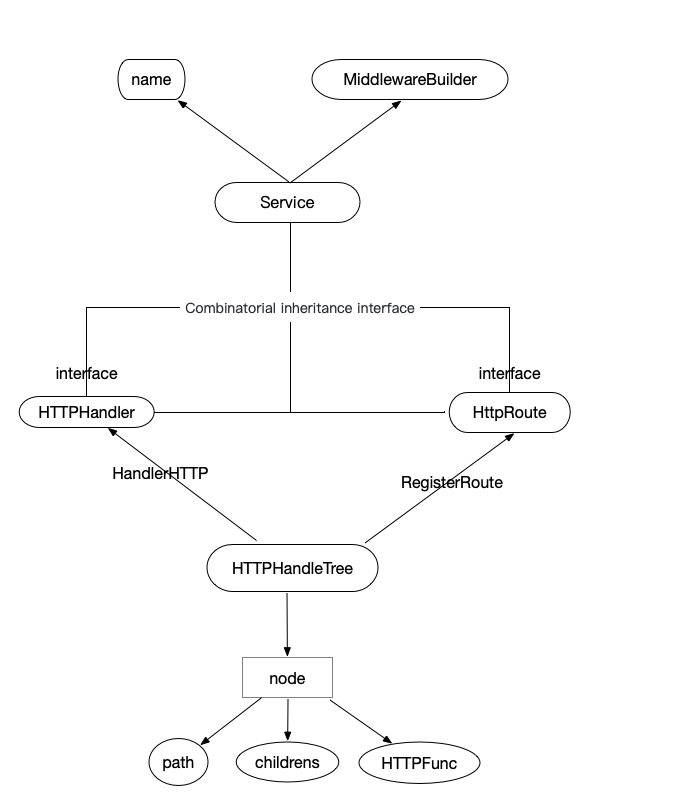 name
MiddlewareBuilder
Service
Combinatorial inheritance interface
interface
interface
HTTPHandler
HttpRoute
HandlerHTTP
RegisterRoute
HTTPHandleTree
node
path
childrens
HTTPFunc